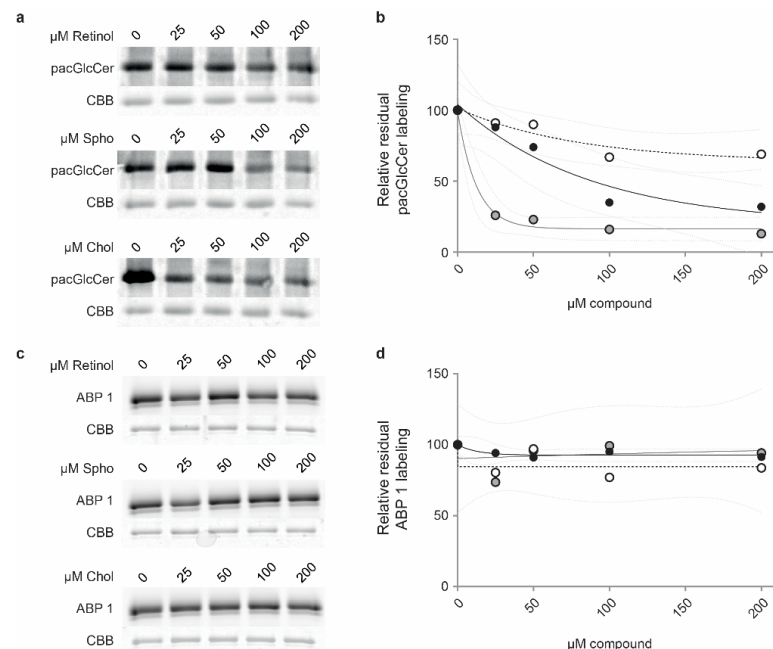 a
µM Retinol 0 25 50 100 200
pacGlcCer
CBB
µM Spho 0 25 50 100 200
pacGlcCer
CBB
µM Chol 0 25 50 100 200
pacGlcCer
CBB
b
Relative residual
pacGlcCer labeling
150
100
50
0
0 50 100 150 200
µM compound
c
µM Retinol 0 25 50 100 200
ABP 1
CBB
µM Spho 0 25 50 100 200
ABP 1
CBB
µM Chol 0 25 50 100 200
ABP 1
CBB
d
Relative residual
ABP 1 labeling
150
100
50
0
0 50 100 150 200
µM compound